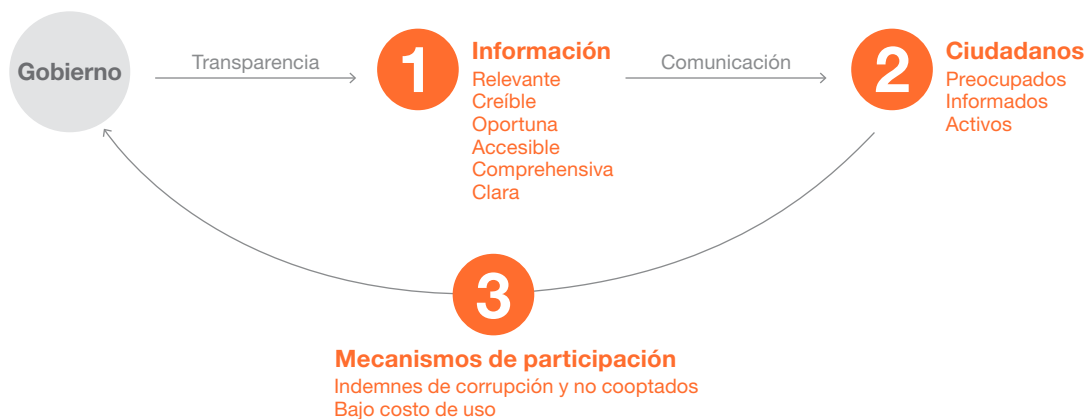 Gobierno
Transparencia
1
Información
Relevante
Creíble
Oportuna
Accesible
Comprehensiva
Clara
Comunicación
2
Ciudadanos
Preocupados
Informados
Activos
3
Mecanismos de participación
Indemnes de corrupción y no cooptados
Bajo costo de uso